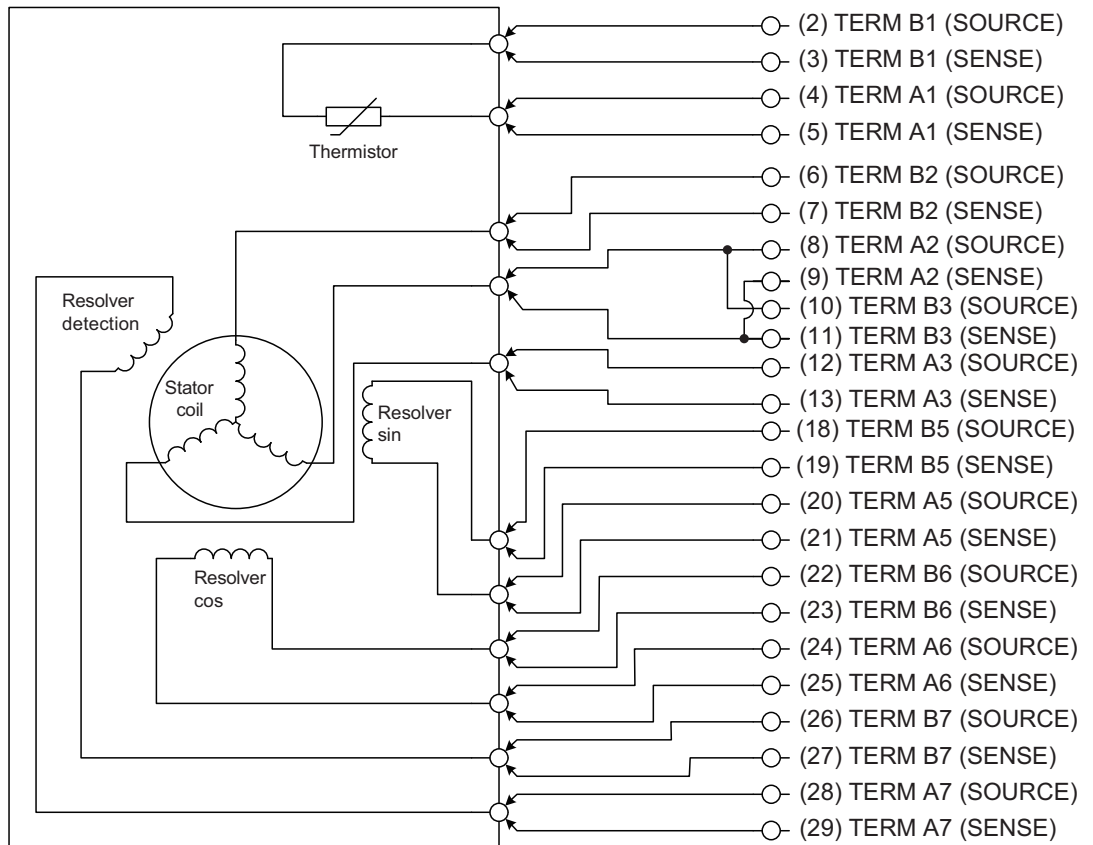 (2) TERM B1 (SOURCE)
(3) TERM B1 (SENSE)
(4) TERM A1 (SOURCE)
(5) TERM A1 (SENSE)
Thermistor
(6) TERM B2 (SOURCE)
(7) TERM B2 (SENSE)
(8) TERM A2 (SOURCE)
(9) TERM A2 (SENSE)
(10) TERM B3 (SOURCE)
(11) TERM B3 (SENSE)
(12) TERM A3 (SOURCE)
(13) TERM A3 (SENSE)
(18) TERM B5 (SOURCE)
(19) TERM B5 (SENSE)
(20) TERM A5 (SOURCE)
(21) TERM A5 (SENSE)
(22) TERM B6 (SOURCE)
(23) TERM B6 (SENSE)
(24) TERM A6 (SOURCE)
(25) TERM A6 (SENSE)
(26) TERM B7 (SOURCE)
(27) TERM B7 (SENSE)
(28) TERM A7 (SOURCE)
(29) TERM A7 (SENSE)
Resolver
detection
Stator
coil
Resolver
sin
Resolver
cos